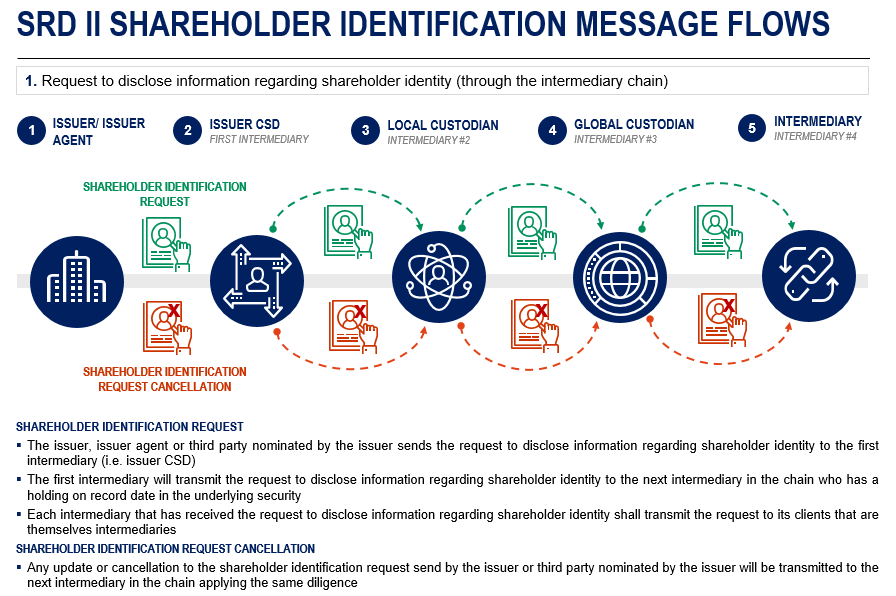 SRD II SHAREHOLDER IDENTIFICATION MESSAGE FLOWS
1. Request to disclose information regarding shareholder identity (through the intermediary chain)
1 ISSUER/ ISSUER AGENT
2 ISSUER CSD
FIRST INTERMEDIARY
3 LOCAL CUSTODIAN
INTERMEDIARY #2
4 GLOBAL CUSTODIAN
INTERMEDIARY #3
5 INTERMEDIARY
INTERMEDIARY #4
SHAREHOLDER IDENTIFICATION
REQUEST
X
X
X
X
SHAREHOLDER IDENTIFICATION
REQUEST CANCELLATION
SHAREHOLDER IDENTIFICATION REQUEST
▪ The issuer, issuer agent or third party nominated by the issuer sends the request to disclose information regarding shareholder identity to the first
intermediary (i.e. issuer CSD)
▪ The first intermediary will transmit the request to disclose information regarding shareholder identity to the next intermediary in the chain who has a
holding on record date in the underlying security
▪ Each intermediary that has received the request to disclose information regarding shareholder identity shall transmit the request to its clients that are
themselves intermediaries
SHAREHOLDER IDENTIFICATION REQUEST CANCELLATION
▪ Any update or cancellation to the shareholder identification request send by the issuer or third party nominated by the issuer will be transmitted to the
next intermediary in the chain applying the same diligence